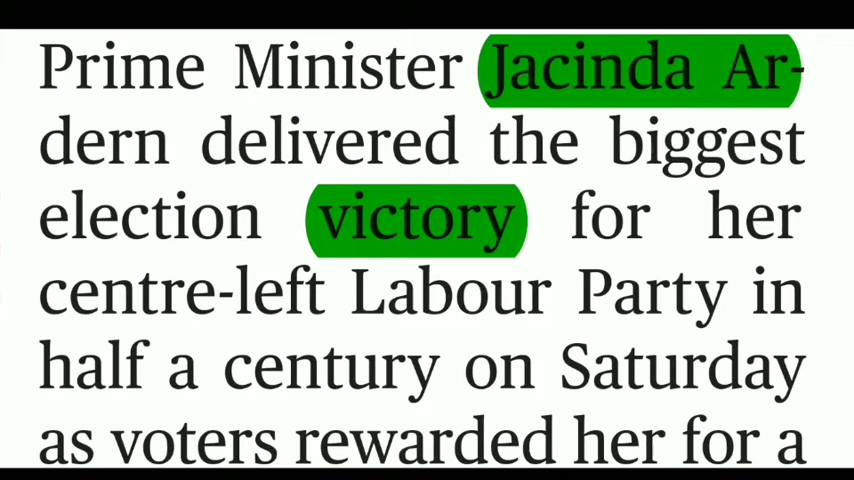 Prime Minister Jacinda Ar-
dern delivered the biggest
election victory for her
centre-left Labour Party in
half a century on Saturday
as voters rewarded her for a